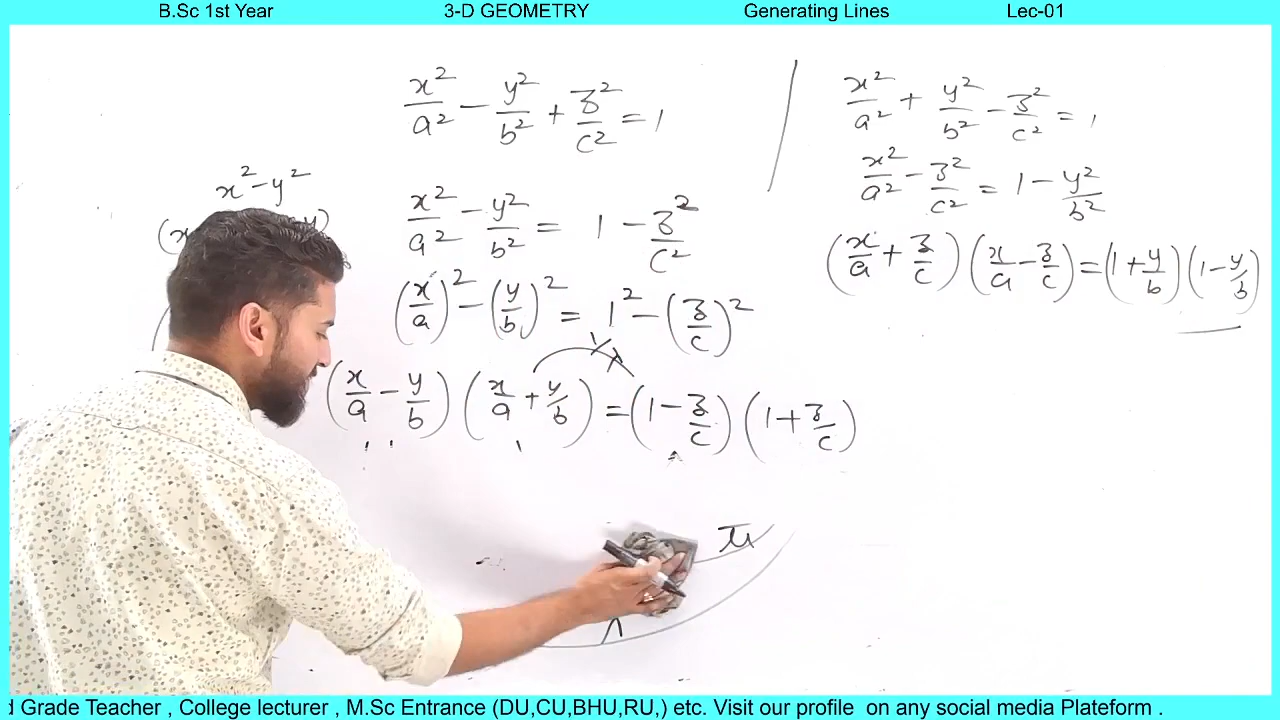 B.Sc 1st Year 3-D GEOMETRY Generating Lines Lec-01
x² - y²
x²/a² - y²/b² + z²/c² = 1
x²/a² - y²/b² = 1 - z²/c²
(x/a)² - (y/b)² = 1² - (z/c)²
(x/a - y/b) (x/a + y/b) = (1 - z/c) (1 + z/c)
x²/a² + y²/b² - z²/c² = 1
x²/a² - z²/c² = 1 - y²/b²
(x/a + z/c) (x/a - z/c) = (1 + y/b) (1 - y/b)
Grade Teacher , College lecturer , M.Sc Entrance (DU,CU,BHU,RU,) etc. Visit our profile on any social media Plateform .